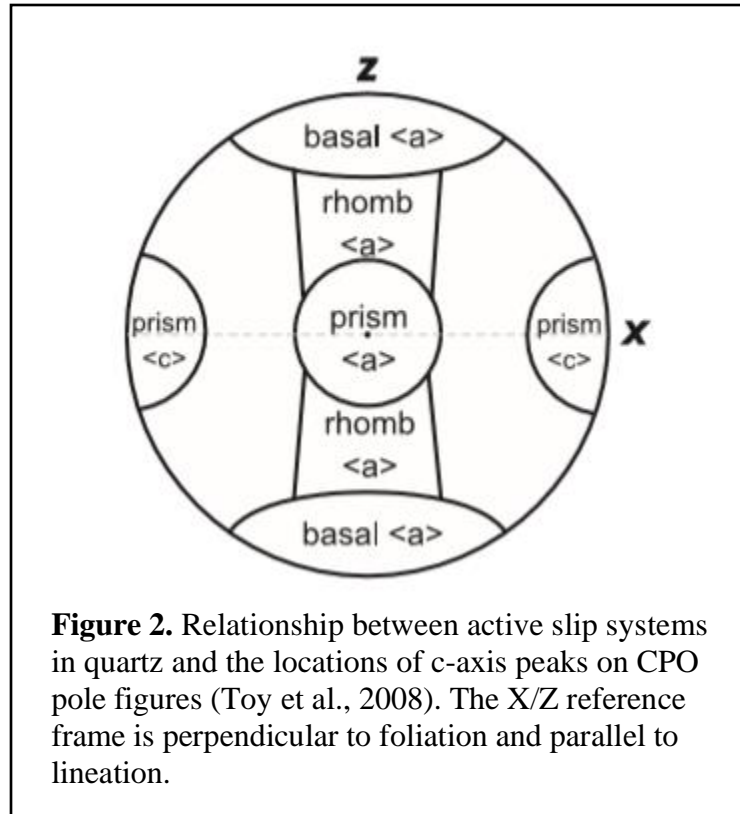 z
basal <a>
rhomb
<a>
prism
<c>
prism
<a>
prism
<c>
x
rhomb
<a>
basal <a>
Figure 2. Relationship between active slip systems
in quartz and the locations of c-axis peaks on CPO
pole figures (Toy et al., 2008). The X/Z reference
frame is perpendicular to foliation and parallel to
lineation.